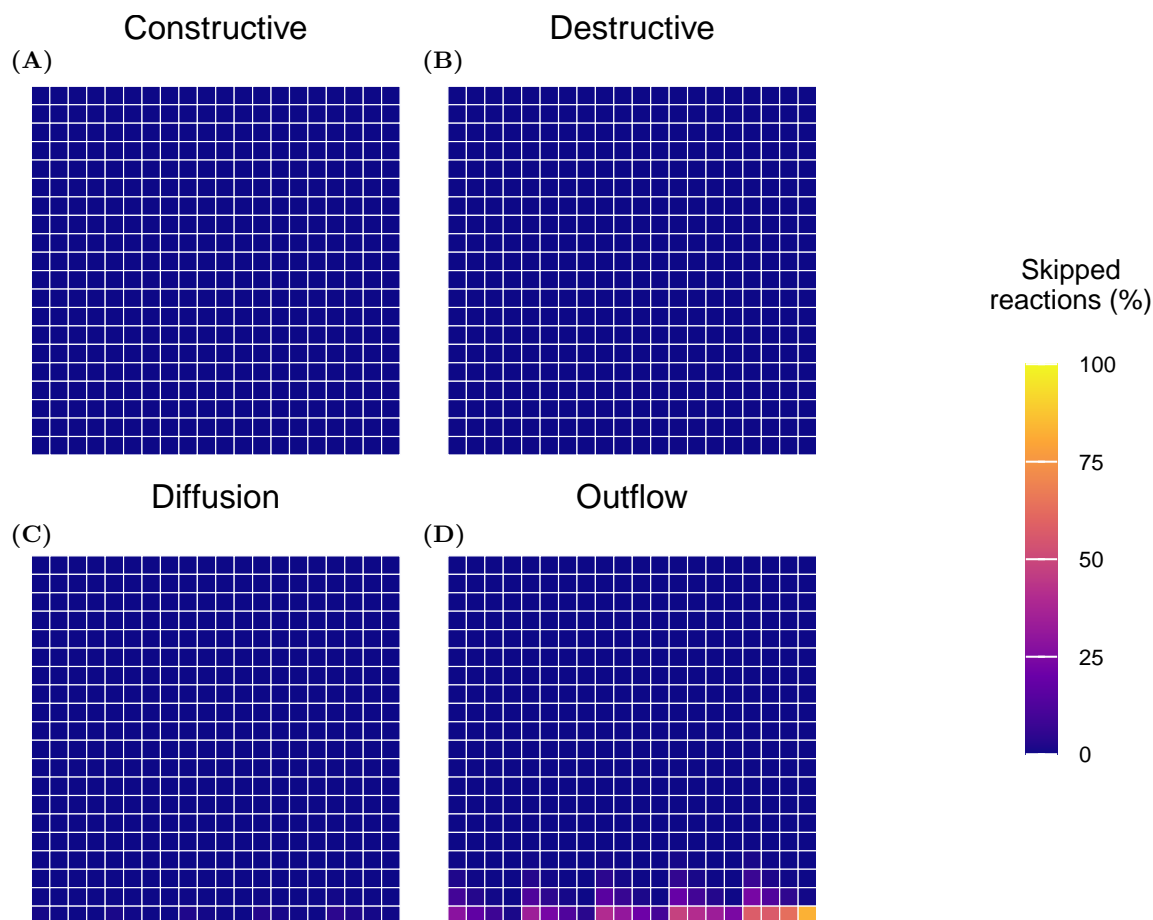 Constructive
Destructive
(A)
(B)
Diffusion
Outflow
(C)
(D)
Skipped
reactions (%)
100
75
50
25
0